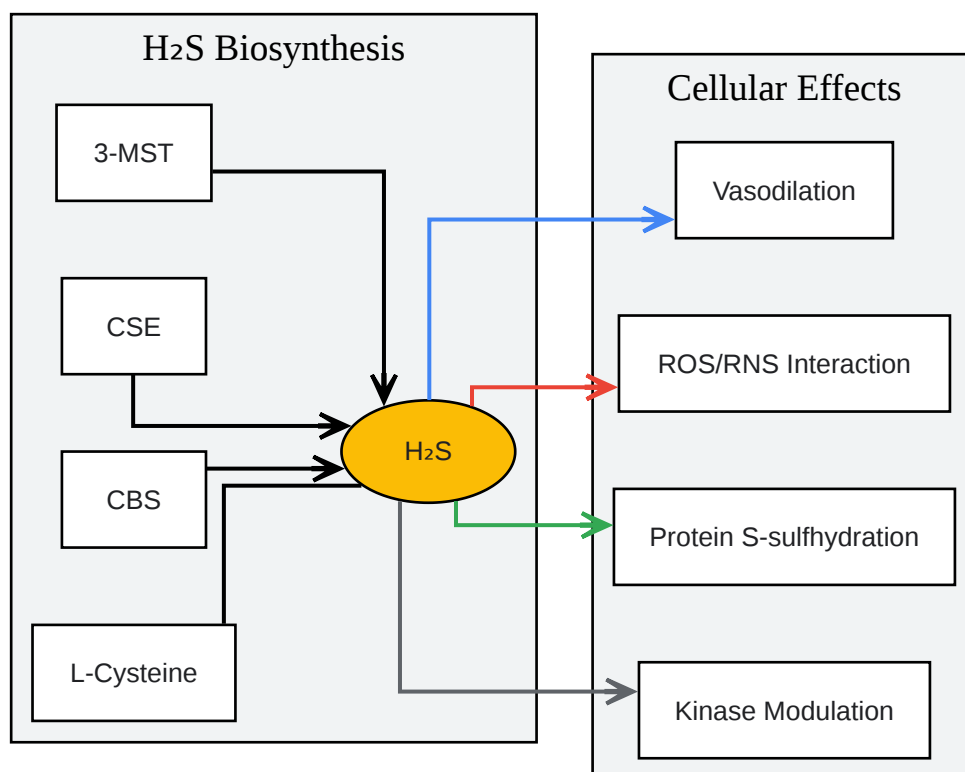 H₂S Biosynthesis
3-MST
CSE
CBS
L-Cysteine
H₂S
Cellular Effects
Vasodilation
ROS/RNS Interaction
Protein S-sulfhydration
Kinase Modulation